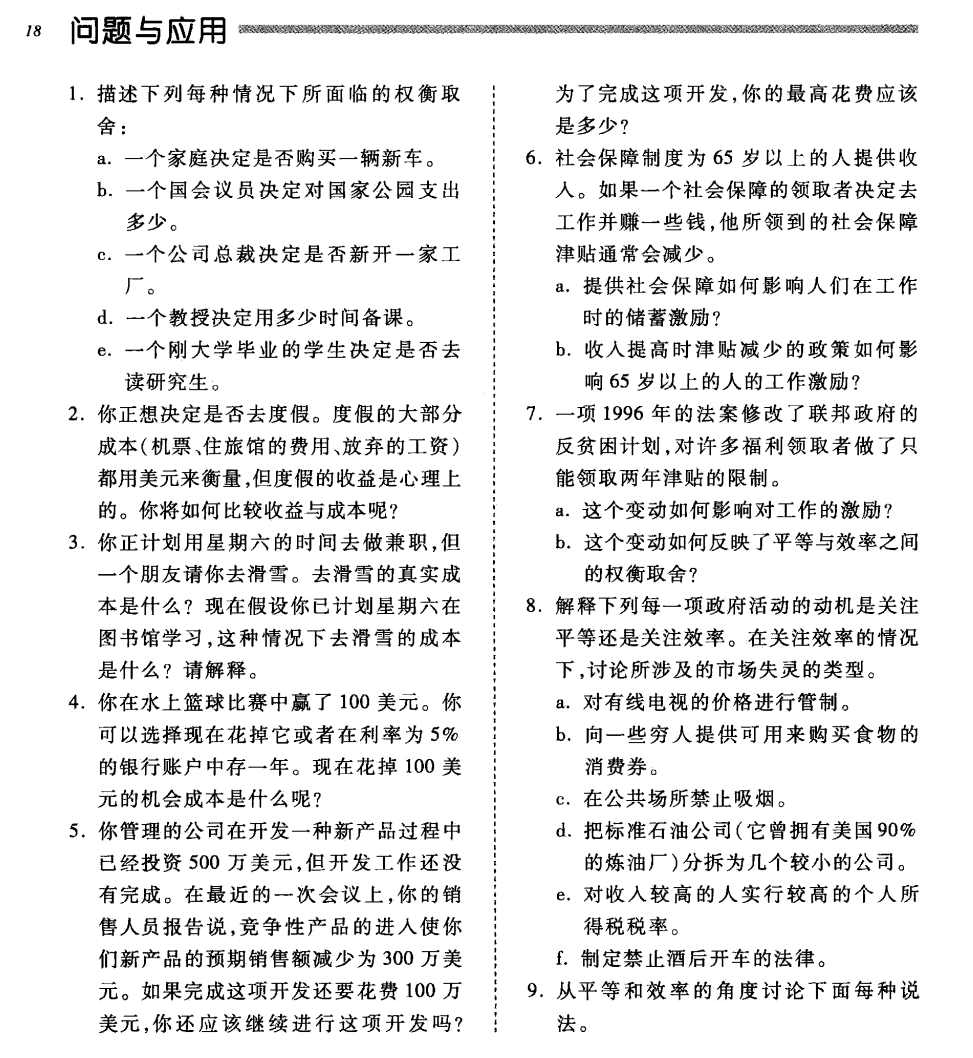 18 问题与应用
1. 描述下列每种情况下所面临的权衡取
舍：
a. 一个家庭决定是否购买一辆新车。
b. 一个国会议员决定对国家公园支出
多少。
c. 一个公司总裁决定是否新开一家工
厂。
d. 一个教授决定用多少时间备课。
e. 一个刚大学毕业的学生决定是否去
读研究生。
2. 你正想决定是否去度假。度假的大部分
成本(机票、住旅馆的费用、放弃的工资)
都用美元来衡量,但度假的收益是心理上
的。你将如何比较收益与成本呢?
3. 你正计划用星期六的时间去做兼职,但
一个朋友请你去滑雪。去滑雪的真实成
本是什么? 现在假设你已计划星期六在
图书馆学习,这种情况下去滑雪的成本
是什么? 请解释。
4. 你在水上篮球比赛中赢了 100 美元。你
可以选择现在花掉它或者在利率为 5%
的银行账户中存一年。现在花掉 100 美
元的机会成本是什么呢?
5. 你管理的公司在开发一种新产品过程中
已经投资 500 万美元,但开发工作还没
有完成。在最近的一次会议上,你的销
售人员报告说,竞争性产品的进入使你
们新产品的预期销售额减少为 300 万美
元。如果完成这项开发还要花费 100 万
美元,你还应该继续进行这项开发吗?
为了完成这项开发,你的最高花费应该
是多少?
6. 社会保障制度为 65 岁以上的人提供收
入。如果一个社会保障的领取者决定去
工作并赚一些钱,他所领到的社会保障
津贴通常会减少。
a. 提供社会保障如何影响人们在工作
时的储蓄激励?
b. 收入提高时津贴减少的政策如何影
响 65 岁以上的人的工作激励?
7. 一项 1996 年的法案修改了联邦政府的
反贫困计划,对许多福利领取者做了只
能领取两年津贴的限制。
a. 这个变动如何影响对工作的激励?
b. 这个变动如何反映了平等与效率之间
的权衡取舍?
8. 解释下列每一项政府活动的动机是关注
平等还是关注效率。在关注效率的情况
下,讨论所涉及的市场失灵的类型。
a. 对有线电视的价格进行管制。
b. 向一些穷人提供可用来购买食物的
消费券。
c. 在公共场所禁止吸烟。
d. 把标准石油公司(它曾拥有美国 90%
的炼油厂)分拆为几个较小的公司。
e. 对收入较高的人实行较高的个人所
得税税率。
f. 制定禁止酒后开车的法律。
9. 从平等和效率的角度讨论下面每种说
法。